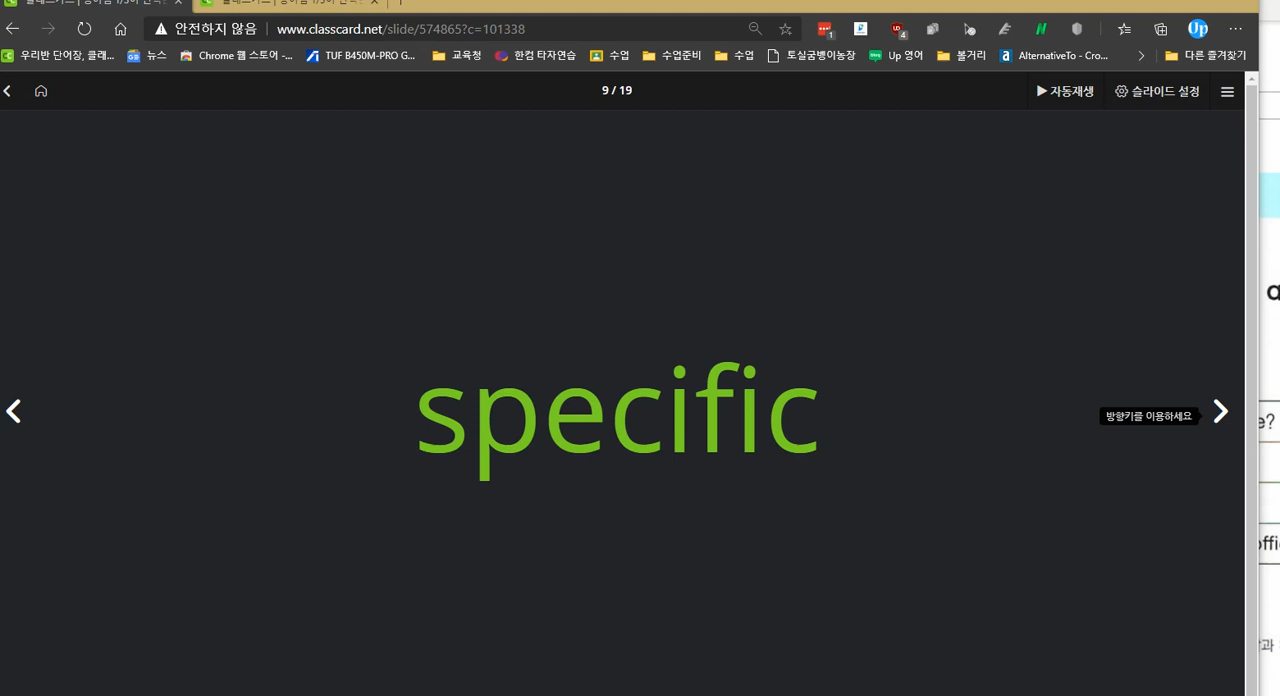 안전하지 않음 www.classcard.net/slide/574865?c=101338
우리반 단어장, 클래... 뉴스 Chrome 웹 스토어 -... TUF B450M-PRO G... 교육청 한컴 타자연습 수업 수업준비 수업 토실굼벵이농장 Up 영어 볼거리 AlternativeTo - Cro... 다른 즐겨찾기
9 / 19 자동재생 슬라이드 설정
specific
방향키를 이용하세요